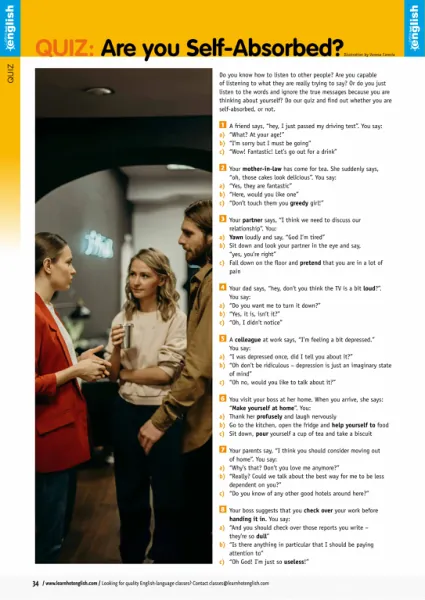 english
english
QUIZ
QUIZ: Are you Self-Absorbed?
Do you know how to listen to other people? Are you capable
of listening to what they are really trying to say? Or do you just
listen to the words and ignore the true messages because you are
thinking about yourself? Do our quiz and find out whether you are
self-absorbed, or not.
1 A friend says, "hey, I just passed my driving test". You say:
a) "What? At your age!"
b) "I'm sorry but I must be going"
c) "Wow! Fantastic! Let's go out for a drink"
2 Your mother-in-law has come for tea. She suddenly says,
"oh, those cakes look delicious". You say:
a) "Yes, they are fantastic"
b) "Here, would you like one"
c) "Don't touch them you greedy girl!"
3 Your partner says, "I think we need to discuss our
relationship". You:
a) Yawn loudly and say, "God I'm tired"
b) Sit down and look your partner in the eye and say,
"yes, you're right"
c) Fall down on the floor and pretend that you are in a lot of
pain
4 Your dad says, "hey, don't you think the TV is a bit loud?".
You say:
a) "Do you want me to turn it down?"
b) "Yes, it is, isn't it?"
c) "Oh, I didn't notice"
5 A colleague at work says, "I'm feeling a bit depressed."
You say:
a) "I was depressed once, did I tell you about it?"
b) "Oh don't be ridiculous – depression is just an imaginary state
of mind"
c) "Oh no, would you like to talk about it?"
6 You visit your boss at her home. When you arrive, she says:
"Make yourself at home". You:
a) Thank her profusely and laugh nervously
b) Go to the kitchen, open the fridge and help yourself to food
c) Sit down, pour yourself a cup of tea and take a biscuit
7 Your parents say, "I think you should consider moving out
of home". You say:
a) "Why's that? Don't you love me anymore?"
b) "Really? Could we talk about the best way for me to be less
dependent on you?"
c) "Do you know of any other good hotels around here?"
8 Your boss suggests that you check over your work before
handing it in. You say:
a) "And you should check over those reports you write –
they're so dull"
b) "Is there anything in particular that I should be paying
attention to"
c) "Oh God! I'm just so useless!"
34 / www.learnhotenglish.com / Looking for quality English-language classes? Contact classes@learnhotenglish.com